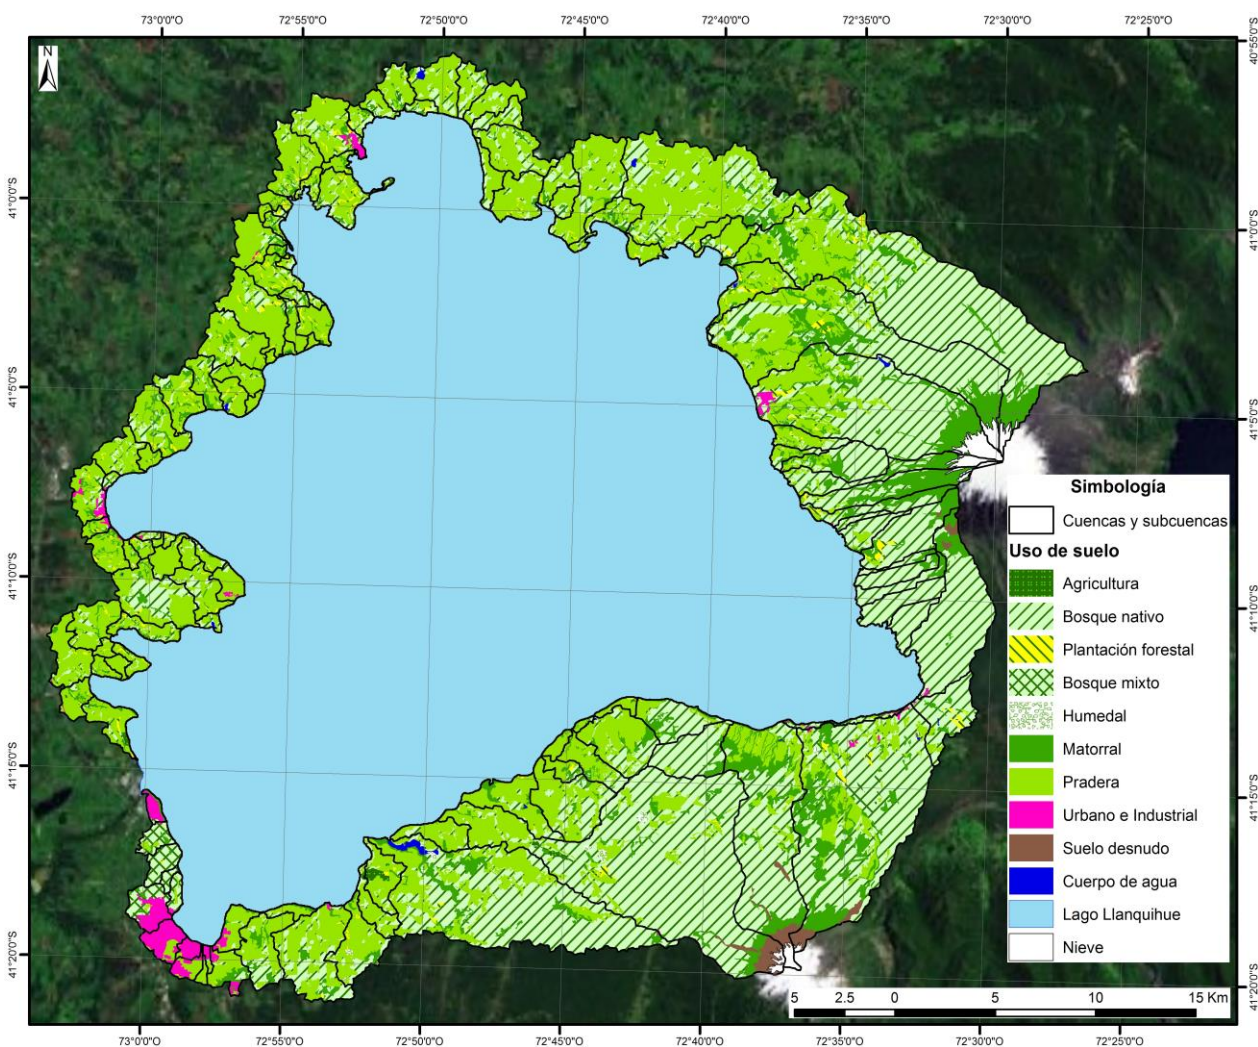 73°0'0"O 72°55'0"O 72°50'0"O 72°45'0"O 72°40'0"O 72°35'0"O 72°30'0"O 72°25'0"O
40°55'0"S
N
41°0'0"S
41°0'0"S
41°5'0"S
41°5'0"S
Simbología
Cuencas y subcuencas
Uso de suelo
Agricultura
41°10'0"S
41°10'0"S
Bosque nativo
Plantación forestal
Bosque mixto
Humedal
Matorral
41°15'0"S
Pradera
41°15'0"S
Urbano e Industrial
Suelo desnudo
Cuerpo de agua
Lago Llanquihue
Nieve
41°20'0"S
41°20'0"S
5 2.5 0 5 10 15 Km
73°0'0"O 72°55'0"O 72°50'0"O 72°45'0"O 72°40'0"O 72°35'0"O 72°30'0"O